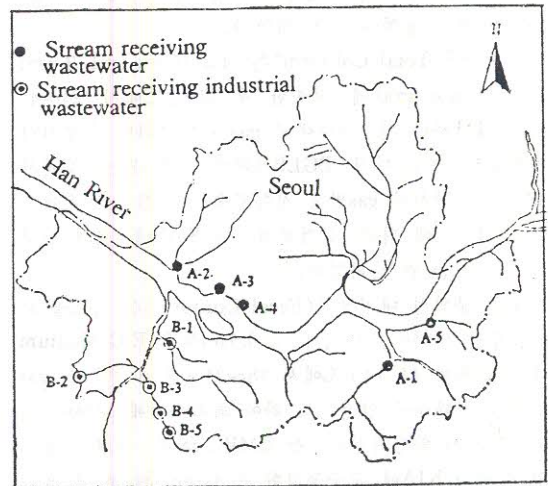 N
Stream receiving
wastewater
Stream receiving industrial
wastewater
Han River
Seoul
A-2
A-3
A-4
B-1
A-5
B-2
B-3
A-1
B-4
B-5